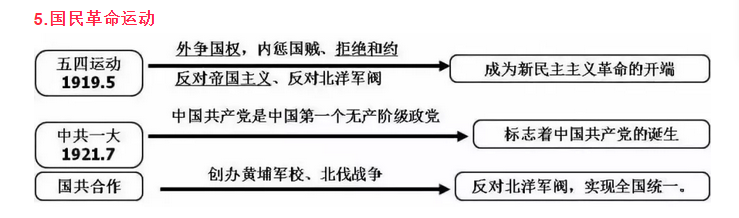 5.国民革命运动
外争国权，内惩国贼、拒绝和约
五四运动
1919.5
成为新民主主义革命的开端
反对帝国主义、反对北洋军阀
中国共产党是中国第一个无产阶级政党
中共一大
1921.7
标志着中国共产党的诞生
国共合作
创办黄埔军校、北伐战争
反对北洋军阀，实现全国统一。